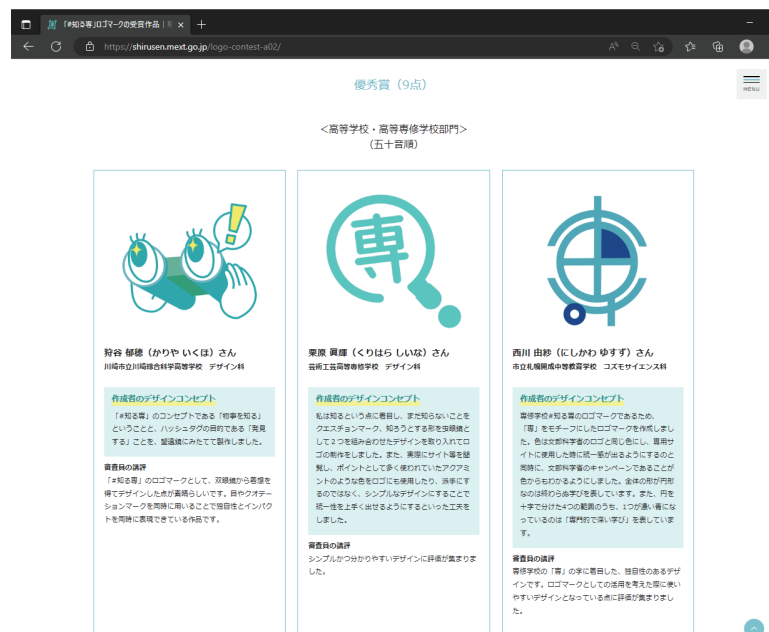 「#知る専」ロゴマークの受賞作品 |
https://shirusen.mext.go.jp/logo-contest-a02/
MENU
優秀賞（9点）
＜高等学校・高等専修学校部門＞
（五十音順）
!
狩谷 郁穂（かりや いくほ）さん
川崎市立川崎総合科学高等学校　デザイン科
作成者のデザインコンセプト
「#知る専」のコンセプトである「物事を知る」
ということと、ハッシュタグの目的である「発見
する」ことを、望遠鏡にみたてて製作しました。
審査員の講評
「#知る専」のロゴマークとして、双眼鏡から着想を
得てデザインした点が素晴らしいです。目やクオテー
ションマークを同時に用いることで独自性とインパク
トを同時に表現できている作品です。
専
栗原 眞輝（くりはら しいな）さん
芸術工芸高等専修学校　デザイン科
作成者のデザインコンセプト
私は知るという点に着目し、まだ知らないことを
クエスチョンマーク、知ろうとする形を虫眼鏡と
して２つを組み合わせたデザインを取り入れてロ
ゴの制作をしました。また、実際にサイト等を閲
覧し、ポイントとして多く使われていたアクアミ
ントのような色をロゴにも使用したり、派手にす
るのではなく、シンプルなデザインにすることで
統一性を上手く出せるようにするといった工夫を
しました。
審査員の講評
シンプルかつ分かりやすいデザインに評価が集まりま
した。
西川 由紗（にしかわ ゆすず）さん
市立札幌開成中等教育学校　コズモサイエンス科
作成者のデザインコンセプト
専修学校#知る専のロゴマークであるため、
「専」をモチーフにしたロゴマークを作成しまし
た。色は文部科学省のロゴと同じ色にし、専用サ
イトに使用した時に統一感が出るようにするのと
同時に、文部科学省のキャンペーンであることが
色からもわかるようにしました。全体の形が円形
なのは終わらぬ学びを表しています。また、円を
十字で分けた4つの範囲のうち、1つが濃い青にな
っているのは「専門的で深い学び」を表していま
す。
審査員の講評
専修学校の「専」の字に着目した、独自性のあるデザ
インです。ロゴマークとしての活用を考えた際に使い
やすいデザインとなっている点に評価が集まりまし
た。